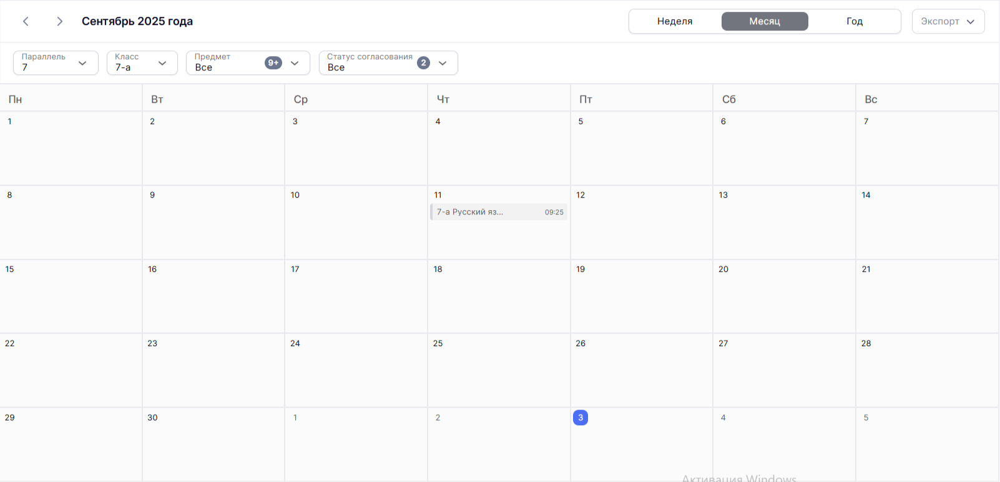 Сентябрь 2025 года Неделя Месяц Год Экспорт
Параллель Класс Предмет Статус согласования
7 7-а Все 9+ Все 2
Пн Вт Ср Чт Пт Сб Вс
1 2 3 4 5 6 7
8 9 10 11 12 13 14
7-а Русский яз... 09:25
15 16 17 18 19 20 21
22 23 24 25 26 27 28
29 30 1 2 3 4 5
Активация Windows